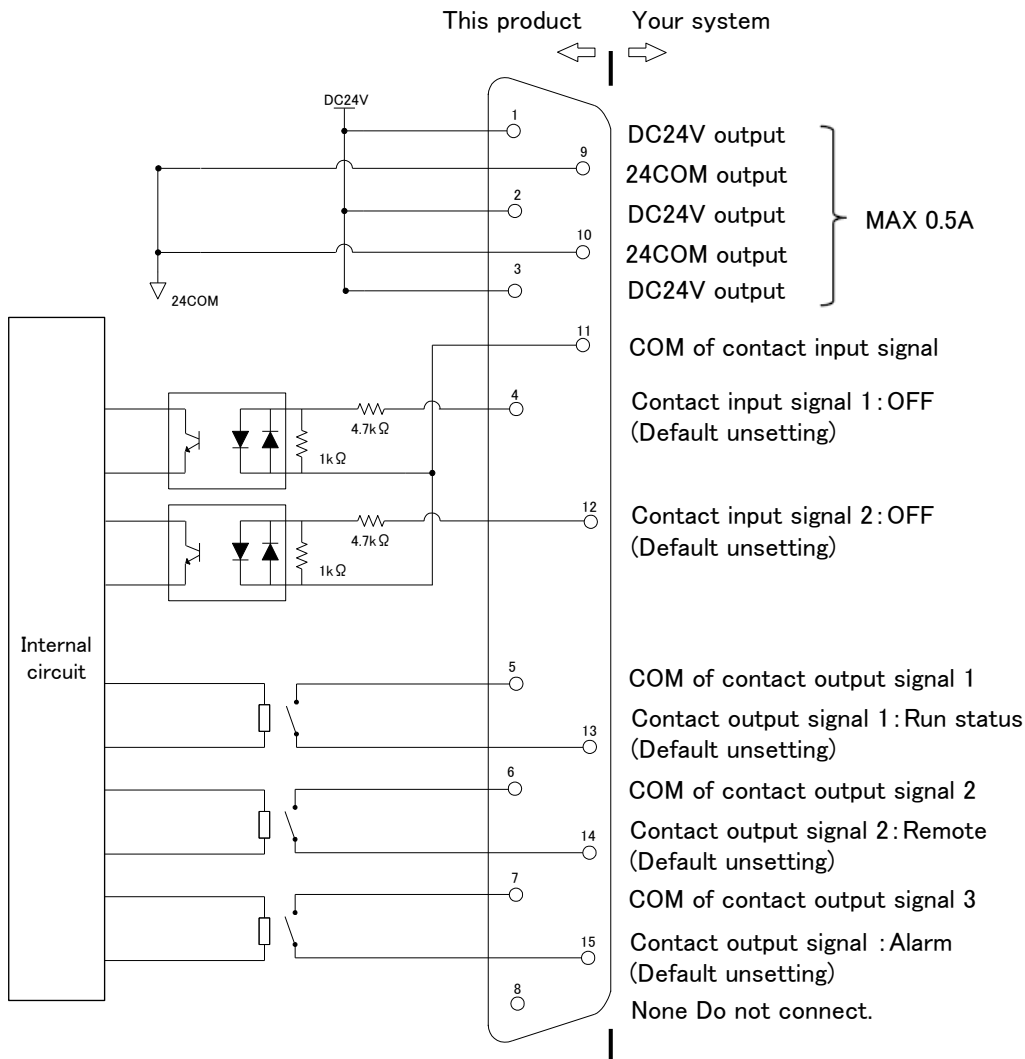 This product Your system
DC24V
1 DC24V output
9 24COM output
2 DC24V output
MAX 0.5A
10 24COM output
3 DC24V output
24COM
11 COM of contact input signal
4 Contact input signal 1:OFF
(Default unsetting)
4.7kΩ
1kΩ
12 Contact input signal 2:OFF
(Default unsetting)
4.7kΩ
1kΩ
Internal
circuit
5 COM of contact output signal 1
Contact output signal 1:Run status
13 (Default unsetting)
6 COM of contact output signal 2
14 Contact output signal 2:Remote
(Default unsetting)
7 COM of contact output signal 3
15 Contact output signal :Alarm
(Default unsetting)
8 None Do not connect.